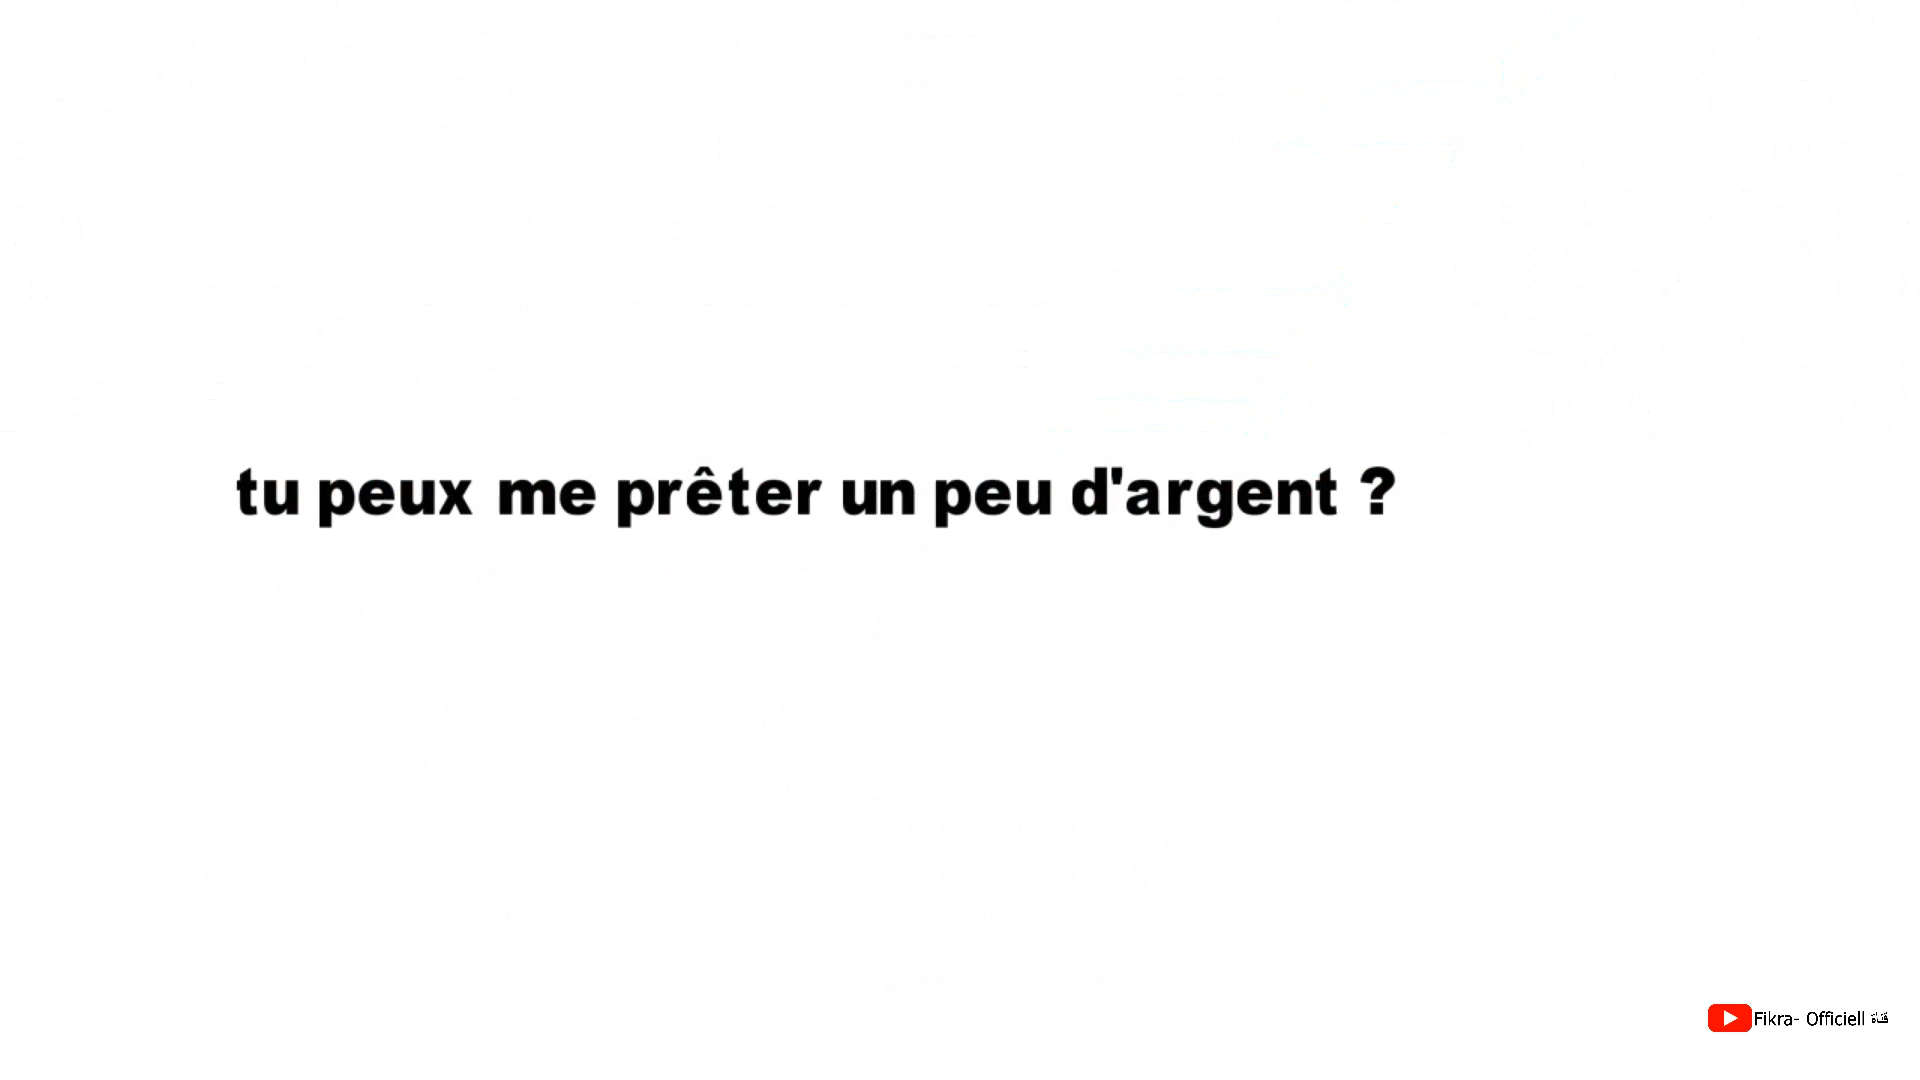 tu peux me prêter un peu d'argent ?
Fikra- Officiell قناة